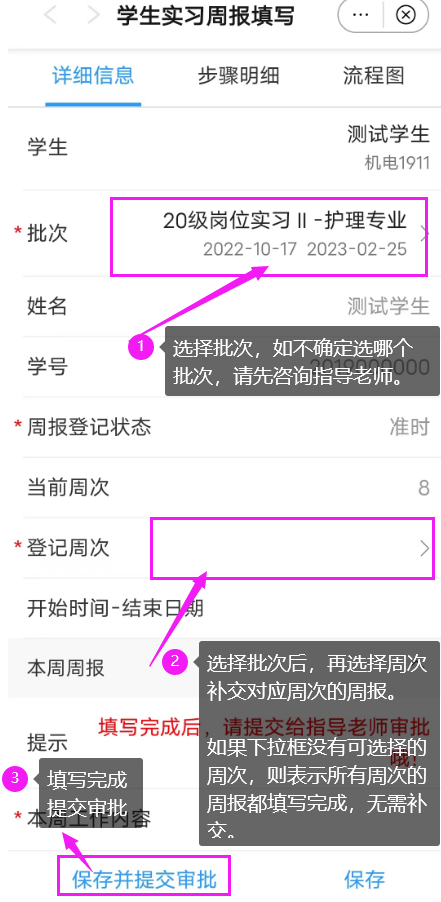 学生实习周报填写
详细信息 步骤明细 流程图
学生 测试学生
机电1911
* 批次 20级岗位实习Ⅱ-护理专业
2022-10-17 2023-02-25
姓名 测试学生
1 选择批次，如不确定选哪个
批次，请先咨询指导老师。
学号
* 周报登记状态 准时
当前周次 8
* 登记周次
开始时间-结束日期
本周周报
2 选择批次后，再选择周次
补交对应周次的周报。
如果下拉框没有可选择的
周次，则表示所有周次的
周报都填写完成，无需补
交。
填写完成后，请提交给指导老师审批
哦！
提示
3 填写完成
提交审批
* 本周工作内容
保存并提交审批 保存